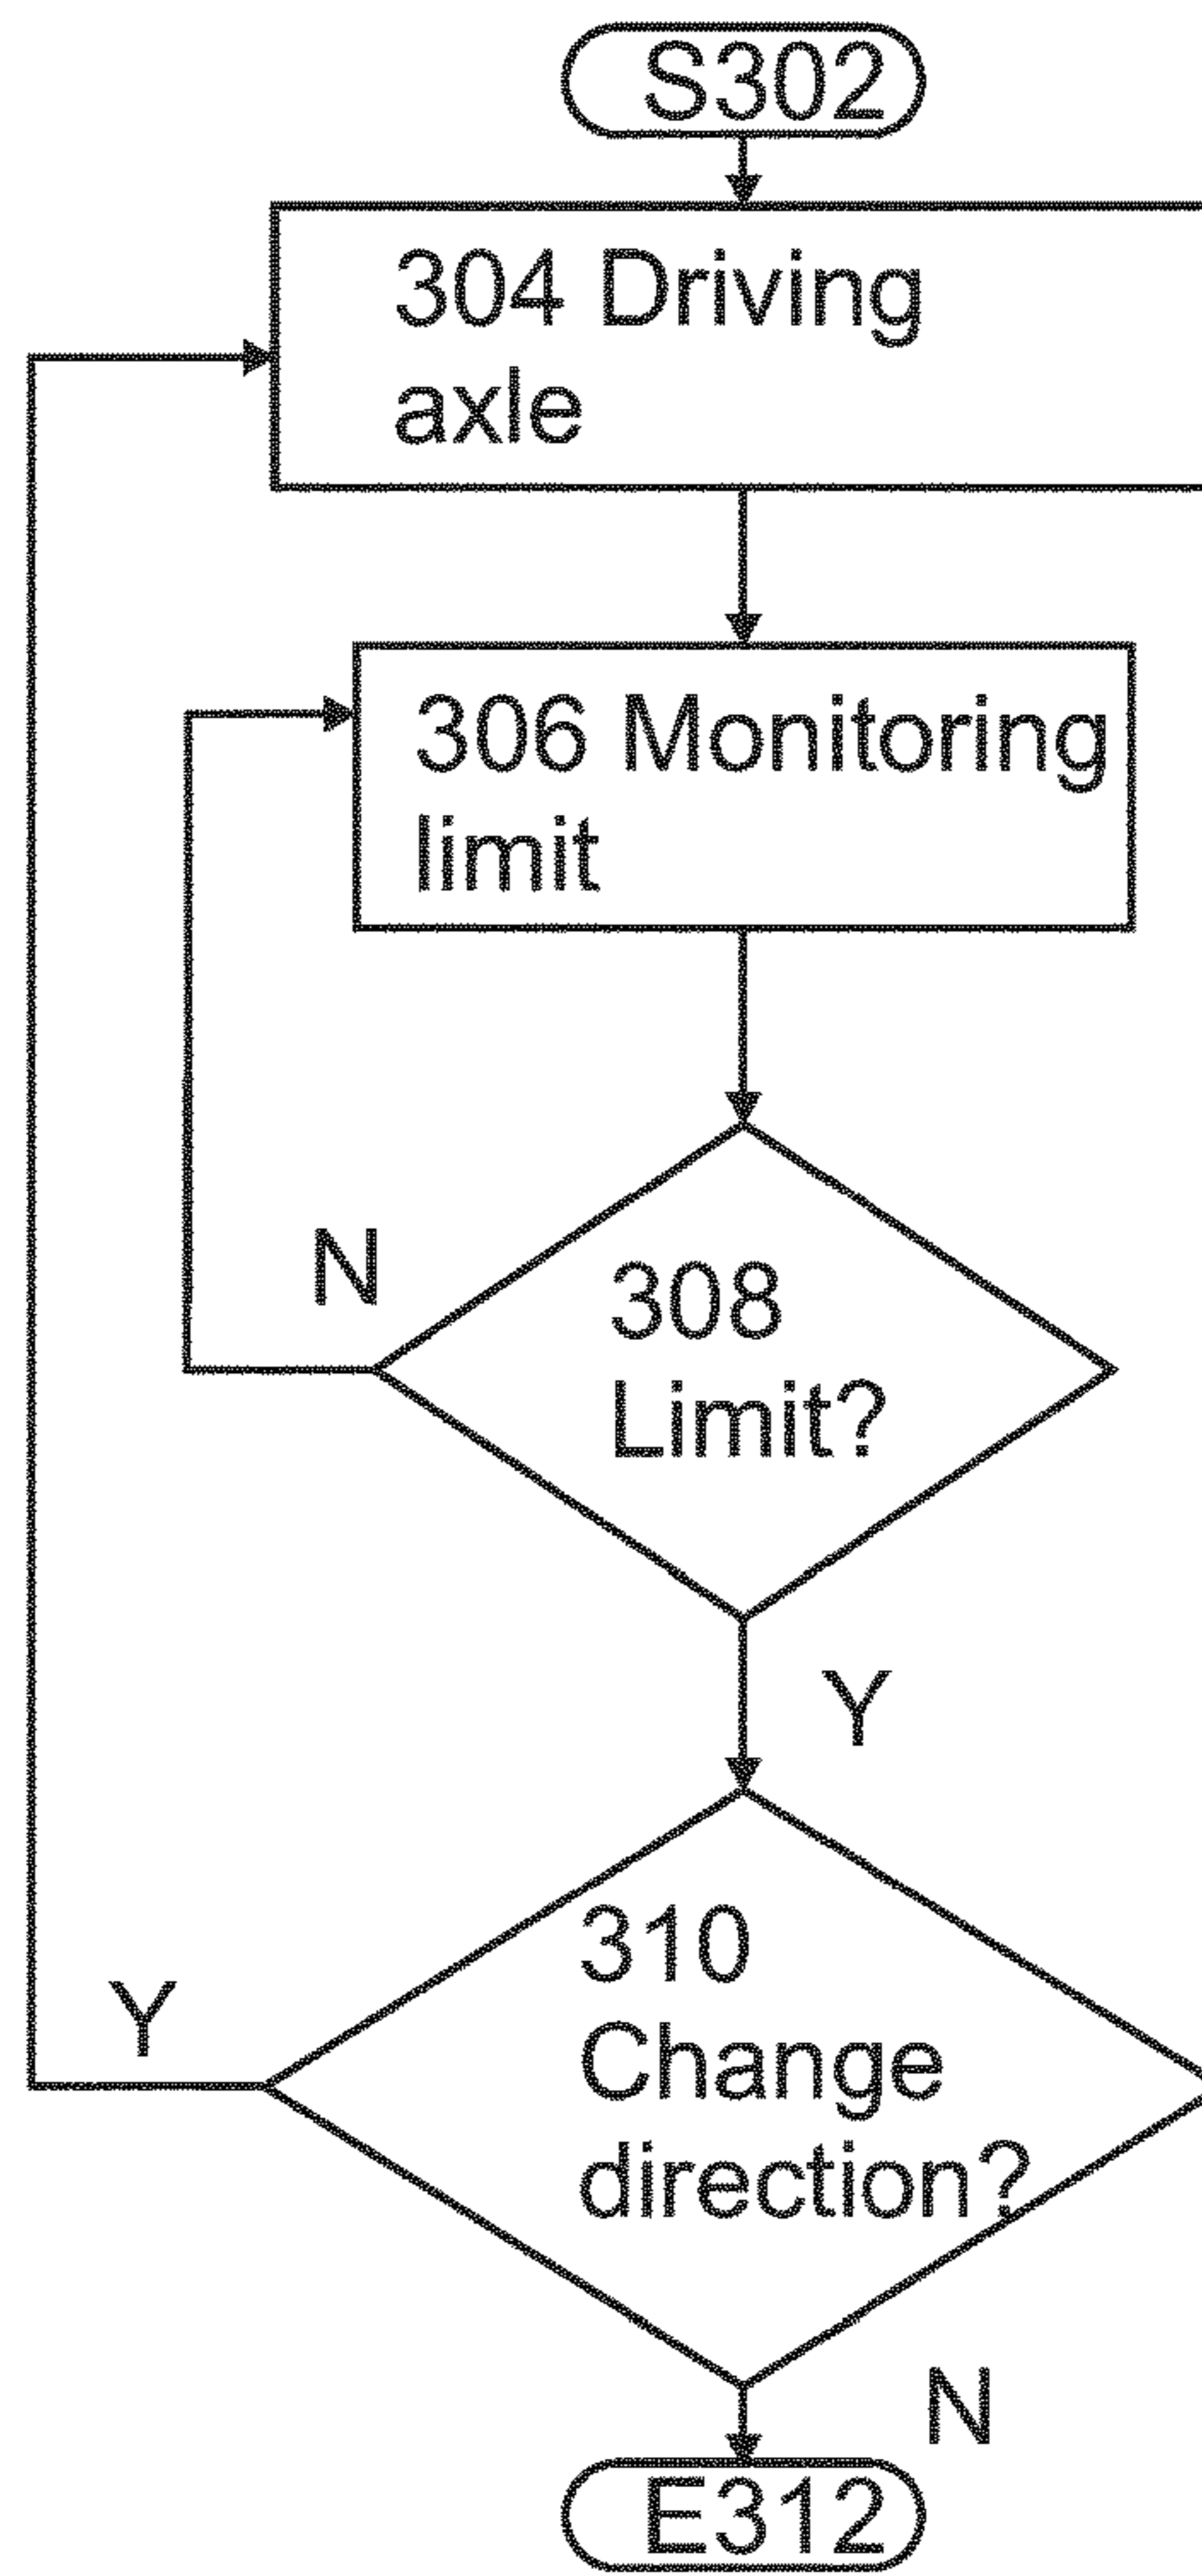 S302
304 Driving
axle
306 Monitoring
limit
N
308
Limit?
Y
310
Y
Change
direction?
N
E312